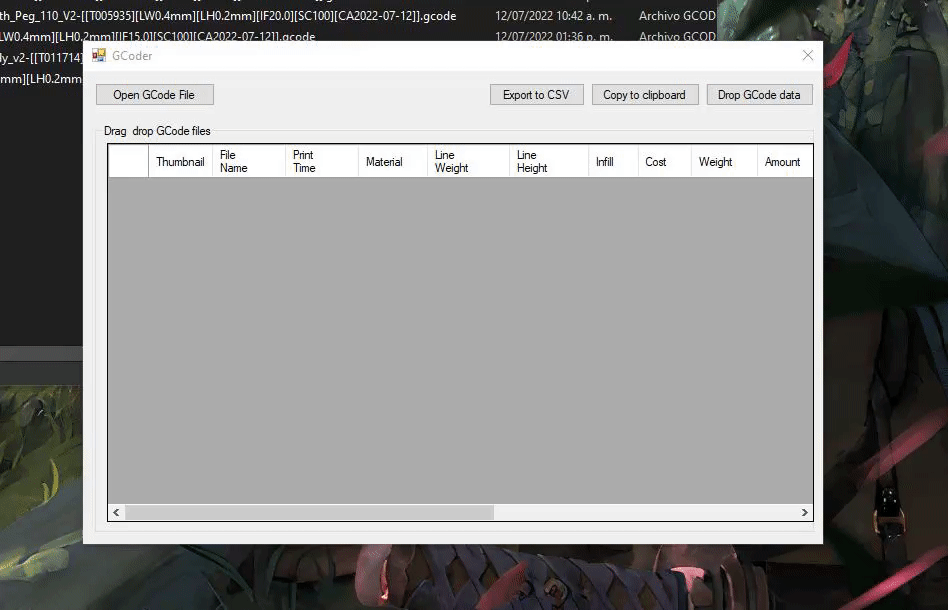 th_Peg_110_V2-[[T005935][LW0.4mm][LH0.2mm][IF20.0][SC100][CA2022-07-12]].gcode 12/07/2022 10:42 a. m. Archivo GCOD
LW0.4mm][LH0.2mm][IF15.0][SC100][CA2022-07-12]].gcode 12/07/2022 01:36 p. m. Archivo GCOD
ly_v2-[[T011714]
mm][LH0.2mm
GCoder
Open GCode File Export to CSV Copy to clipboard Drop GCode data
Drag drop GCode files
Thumbnail File Name Print Time Material Line Weight Line Height Infill Cost Weight Amount